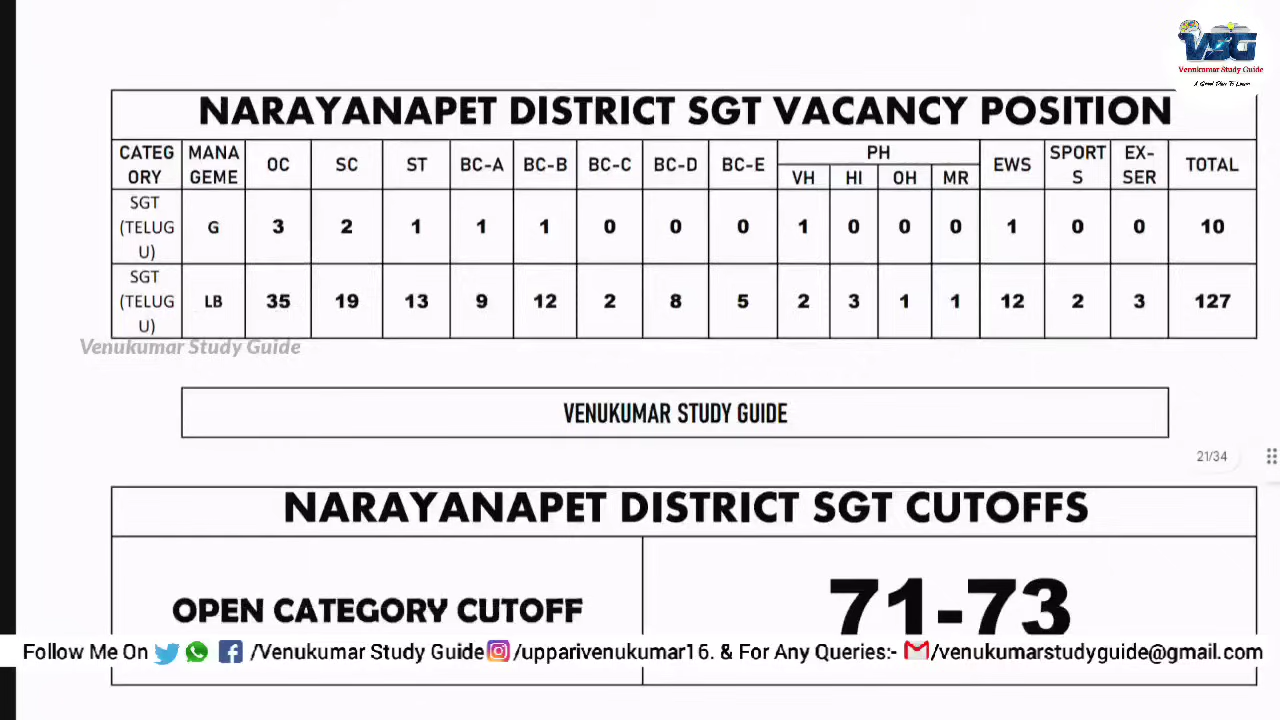 VSG
Venukumar Study Guide
A Great Plan To Learn
NARAYANAPET DISTRICT SGT VACANCY POSITION
CATEG ORY MANA GEME OC SC ST BC-A BC-B BC-C BC-D BC-E PH VH HI OH MR EWS SPORT S EX- SER TOTAL
SGT (TELUG U) G 3 2 1 1 1 0 0 0 1 0 0 0 1 0 0 10
SGT (TELUG U) LB 35 19 13 9 12 2 8 5 2 3 1 1 12 2 3 127
Venukumar Study Guide
VENUKUMAR STUDY GUIDE
21/34
NARAYANAPET DISTRICT SGT CUTOFFS
OPEN CATEGORY CUTOFF 71-73
Follow Me On /Venukumar Study Guide /upparivenukumar16. & For Any Queries:- /venukumarstudyguide@gmail.com